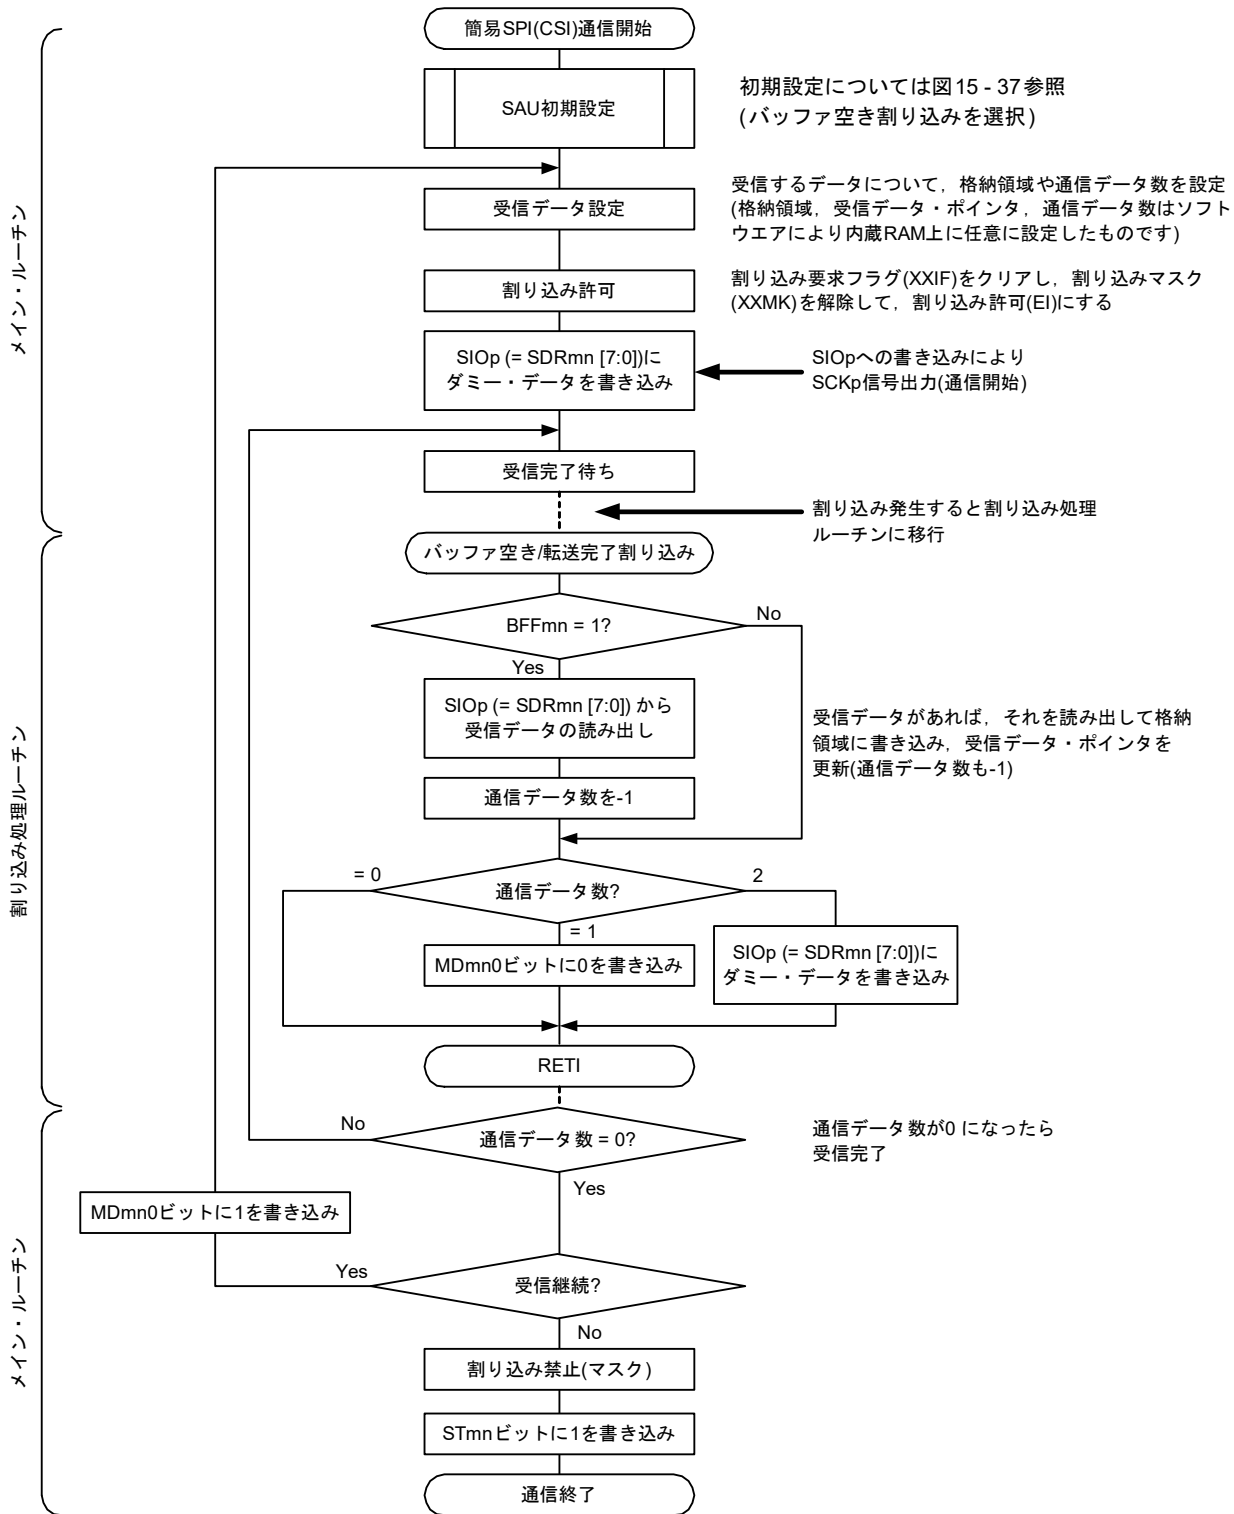 簡易SPI(CSI)通信開始
SAU初期設定
初期設定については図15 - 37参照
(バッファ空き割り込みを選択)
メイン・ルーチン
受信データ設定
受信するデータについて，格納領域や通信データ数を設定
(格納領域，受信データ・ポインタ，通信データ数はソフト
ウエアにより内蔵RAM上に任意に設定したものです)
割り込み許可
割り込み要求フラグ(XXIF)をクリアし，割り込みマスク
(XXMK)を解除して，割り込み許可(EI)にする
SIOp (= SDRmn [7:0])に
ダミー・データを書き込み
SIOpへの書き込みにより
SCKp信号出力(通信開始)
受信完了待ち
割り込み発生すると割り込み処理
ルーチンに移行
バッファ空き/転送完了割り込み
BFFmn = 1?
No
Yes
割り込み処理ルーチン
SIOp (= SDRmn [7:0]) から
受信データの読み出し
受信データがあれば，それを読み出して格納
領域に書き込み，受信データ・ポインタを
更新(通信データ数も-1)
通信データ数を-1
= 0
通信データ数?
2
= 1
MDmn0ビットに0を書き込み
SIOp (= SDRmn [7:0])に
ダミー・データを書き込み
RETI
No
通信データ数 = 0?
通信データ数が0 になったら
受信完了
Yes
MDmn0ビットに1を書き込み
メイン・ルーチン
Yes
受信継続?
No
割り込み禁止(マスク)
STmnビットに1を書き込み
通信終了